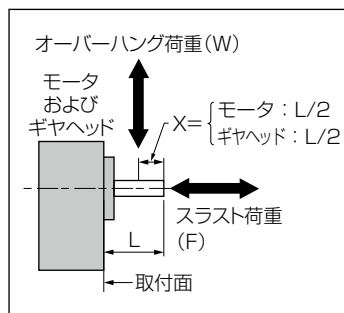 オーバーハング荷重(W)
モータ
および
ギヤヘッド
X={モータ：L/2
ギヤヘッド：L/2
スラスト荷重
(F)
L
取付面